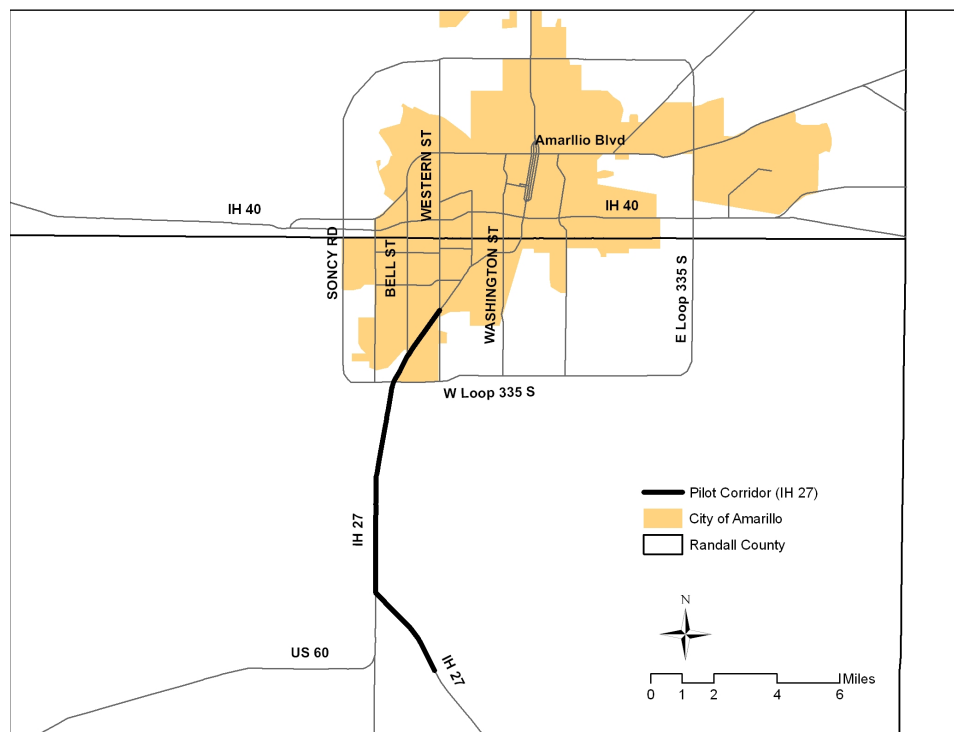 Amarllio Blvd
WESTERN ST
IH 40
IH 40
SONCY RD
BELL ST
WASHINGTON ST
E Loop 335 S
W Loop 335 S
Pilot Corridor (IH 27)
City of Amarillo
Randall County
IH 27
N
US 60
IH 27
Miles
0 1 2 4 6